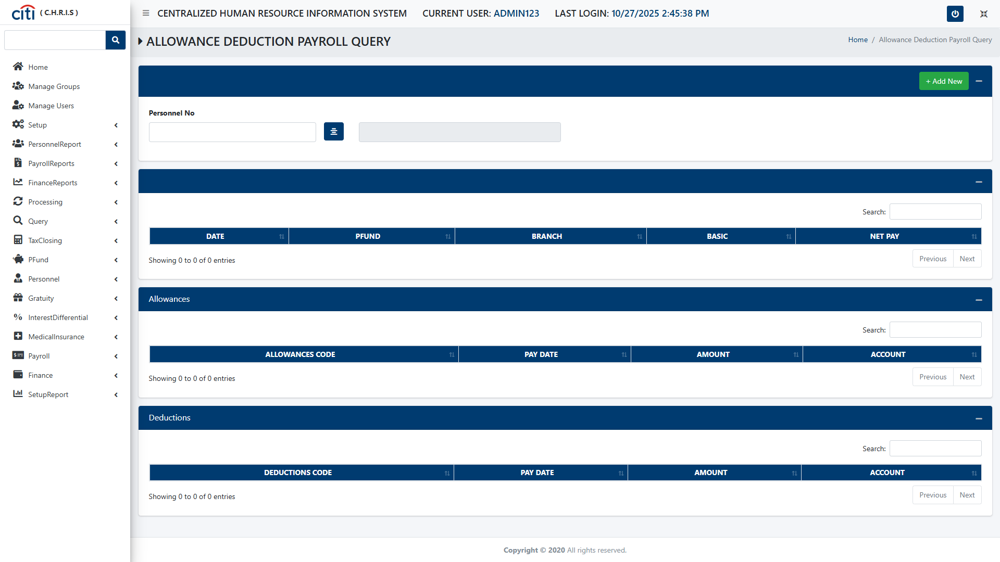 citi ( C.H.R.I.S )
CENTRALIZED HUMAN RESOURCE INFORMATION SYSTEM CURRENT USER: ADMIN123 LAST LOGIN: 10/27/2025 2:45:38 PM
ALLOWANCE DEDUCTION PAYROLL QUERY
Home / Allowance Deduction Payroll Query
Home
Manage Groups
Manage Users
Setup
PersonnelReport
PayrollReports
FinanceReports
Processing
Query
TaxClosing
PFund
Personnel
Gratuity
InterestDifferential
MedicalInsurance
Payroll
Finance
SetupReport
+ Add New
Personnel No
Search:
DATE PFUND BRANCH BASIC NET PAY
Showing 0 to 0 of 0 entries
Previous Next
Allowances
Search:
ALLOWANCES CODE PAY DATE AMOUNT ACCOUNT
Showing 0 to 0 of 0 entries
Previous Next
Deductions
Search:
DEDUCTIONS CODE PAY DATE AMOUNT ACCOUNT
Showing 0 to 0 of 0 entries
Previous Next
Copyright © 2020 All rights reserved.